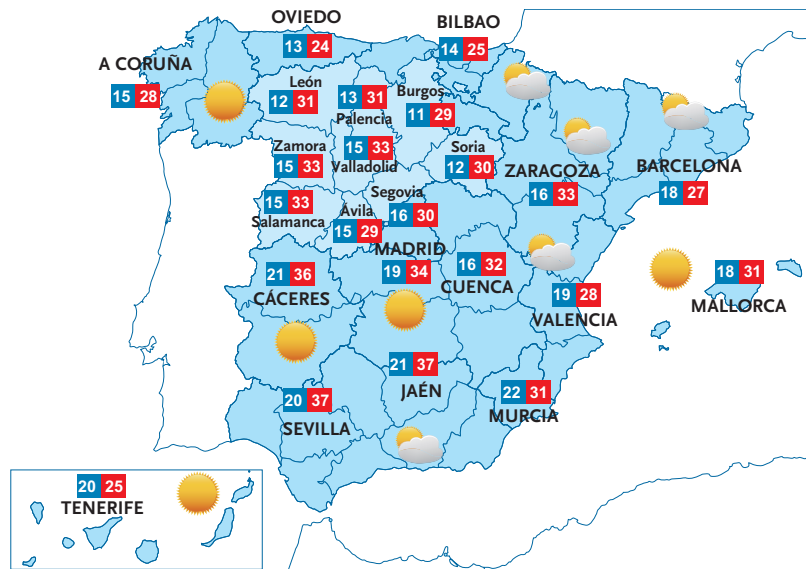 OVIEDO
13 24
BILBAO
14 25
A CORUÑA
15 28
León
12 31
13 31
Palencia
Burgos
11 29
Zamora
15 33
15 33
Valladolid
Soria
12 30
ZARAGOZA
16 33
BARCELONA
18 27
15 33
Salamanca
Ávila
15 29
Segovia
16 30
MADRID
19 34
21 36
CÁCERES
16 32
CUENCA
19 28
VALENCIA
18 31
MALLORCA
21 37
JAÉN
20 37
SEVILLA
22 31
MURCIA
20 25
TENERIFE